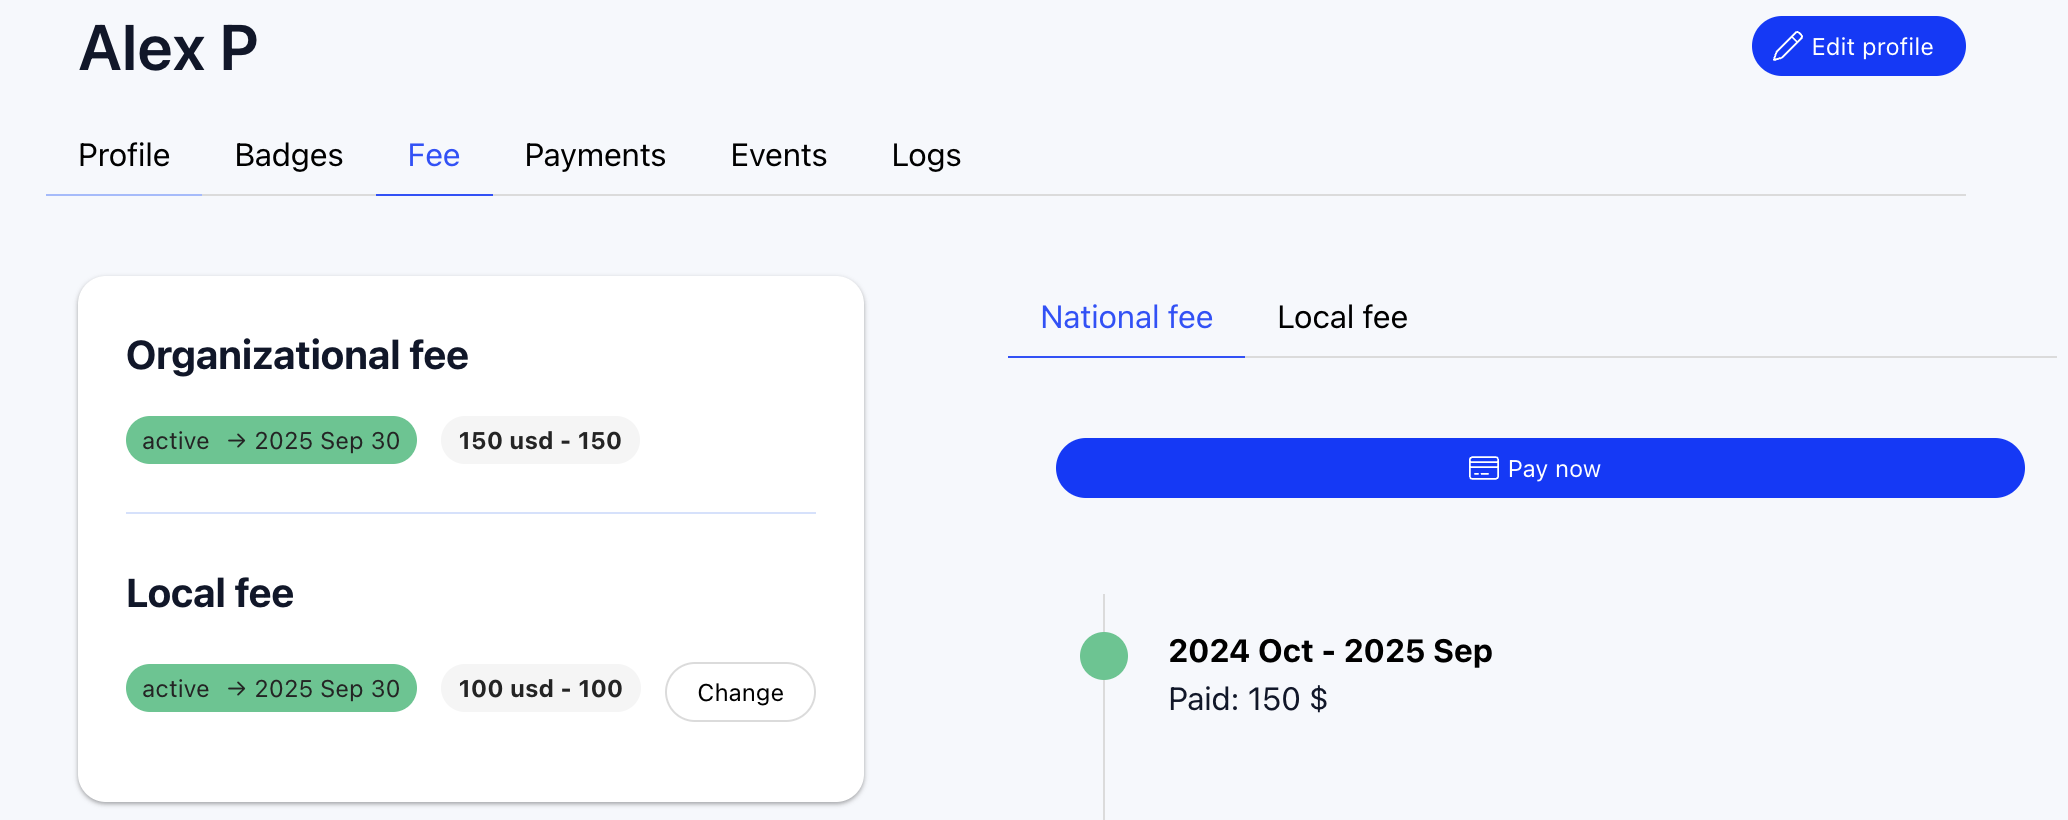 Alex P
Edit profile
Profile Badges Fee Payments Events Logs
Organizational fee
active → 2025 Sep 30 150 usd - 150
Local fee
active → 2025 Sep 30 100 usd - 100 Change
National fee Local fee
Pay now
2024 Oct - 2025 Sep
Paid: 150 $